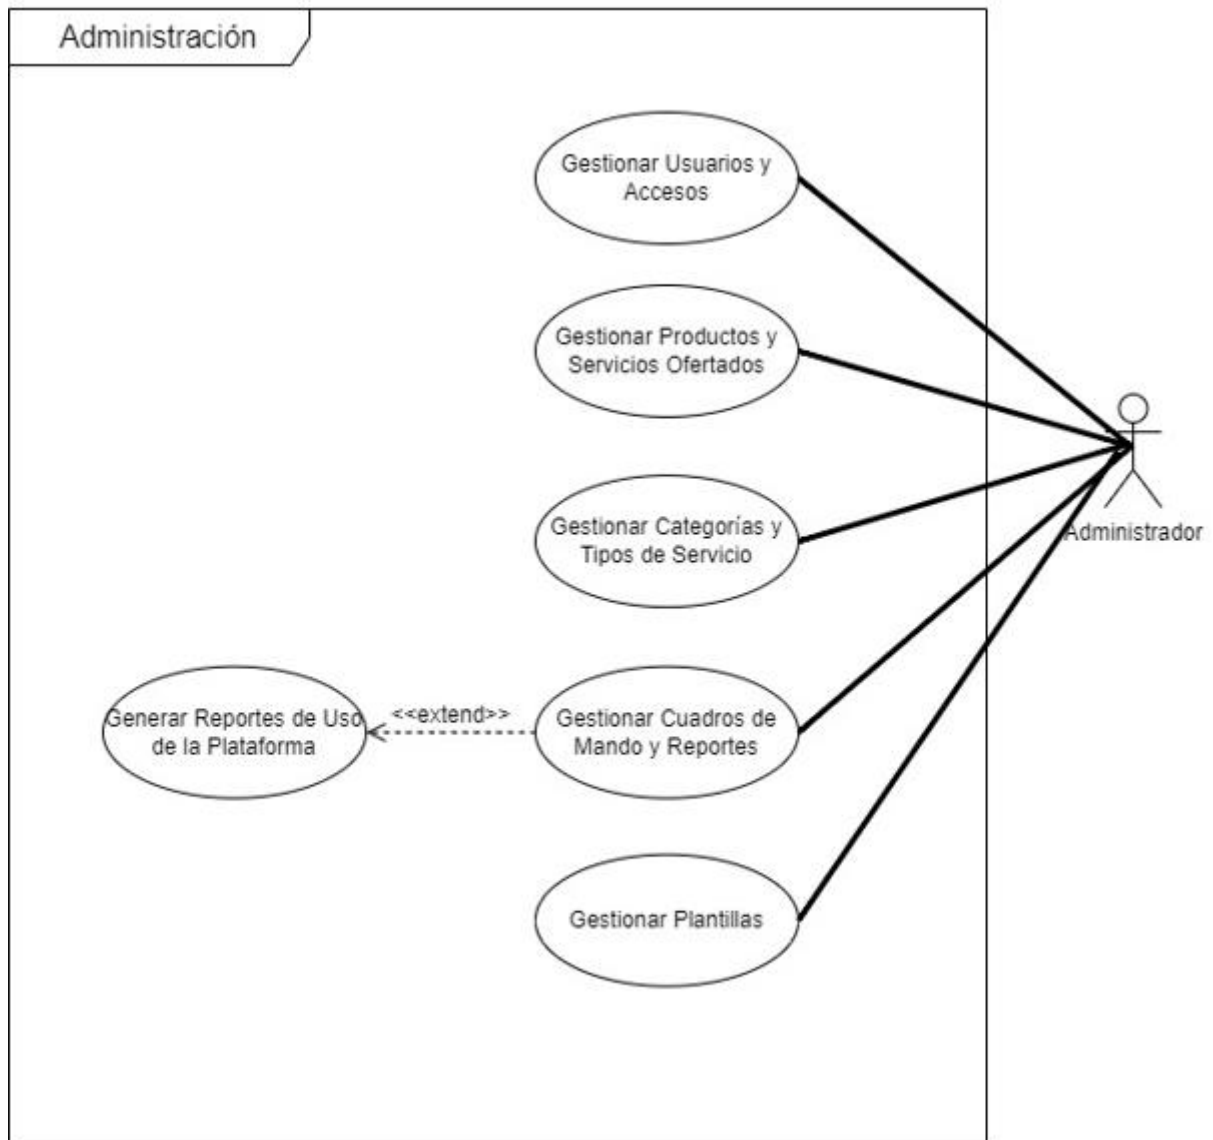 Administración
Gestionar Usuarios y
Accesos
Gestionar Productos y
Servicios Ofertados
Gestionar Categorías y
Tipos de Servicio
Administrador
Generar Reportes de Uso
de la Plataforma
<<extend>>
Gestionar Cuadros de
Mando y Reportes
Gestionar Plantillas